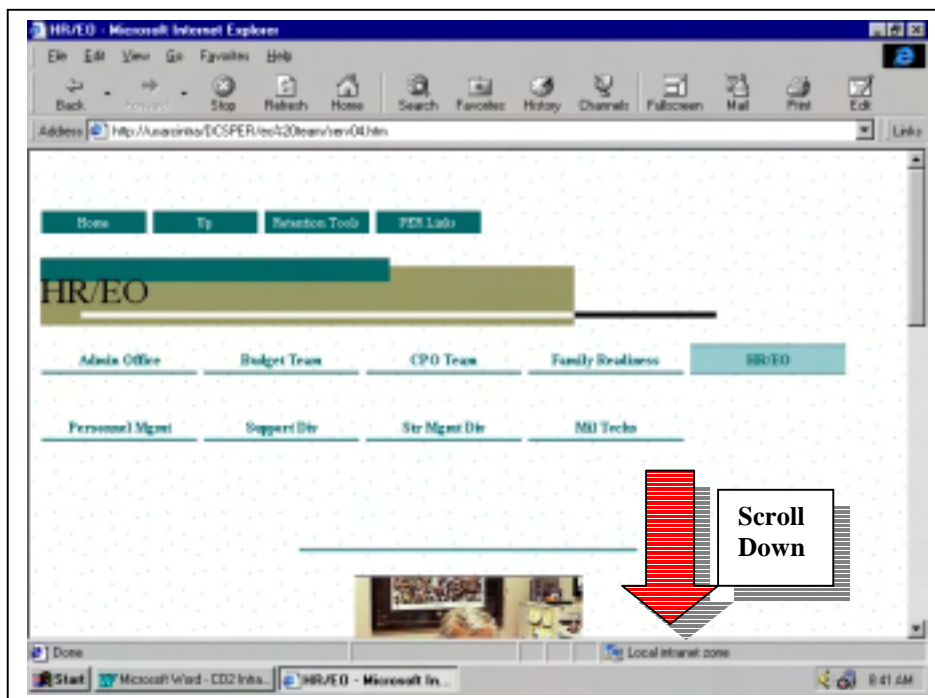 HR/EO - Microsoft Internet Explorer
File Edit View Go Favorites Help
Back Forward Stop Refresh Home Search Favorites History Channels Fullscreen Mail Print Edit
Address Links
Home Up Retention Tools PER Links
HR/EO
Admin Office Budget Team CPO Team Family Readiness HR/EO
Personnel Mgmt Support Div Str Mgmt Div Mil Techs
Scroll
Down
Done Local intranet zone
Start Microsoft Word - CD2 Intra... HR/EO - Microsoft In... 8:41 AM